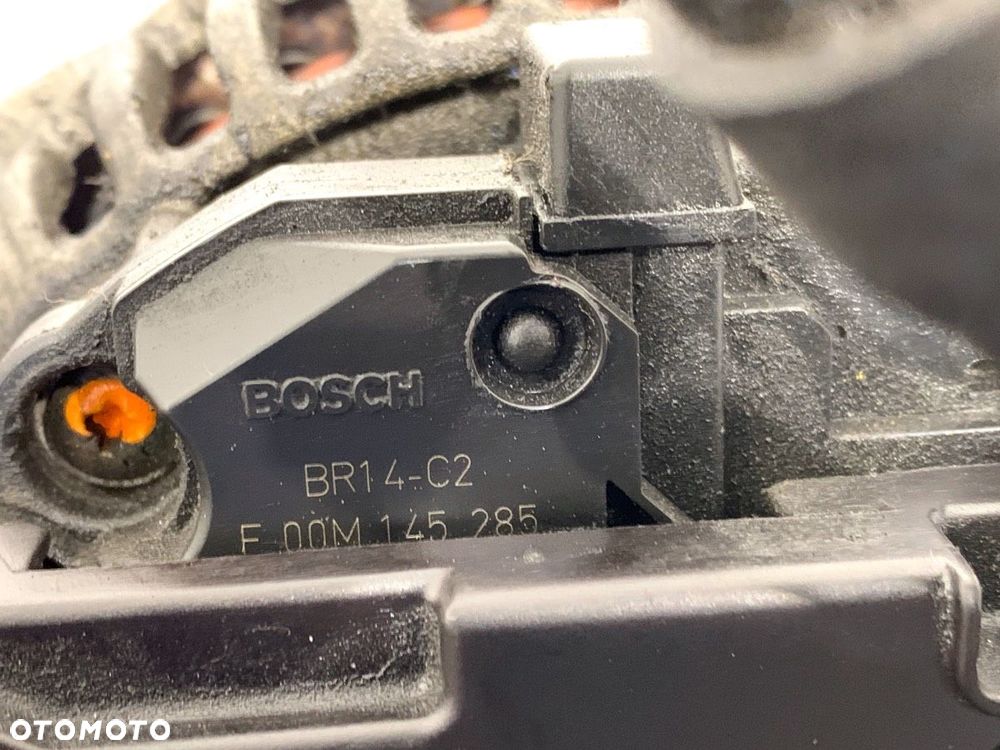 BOSCH
BR14-C2
F 00M 145 285
OTOMOTO